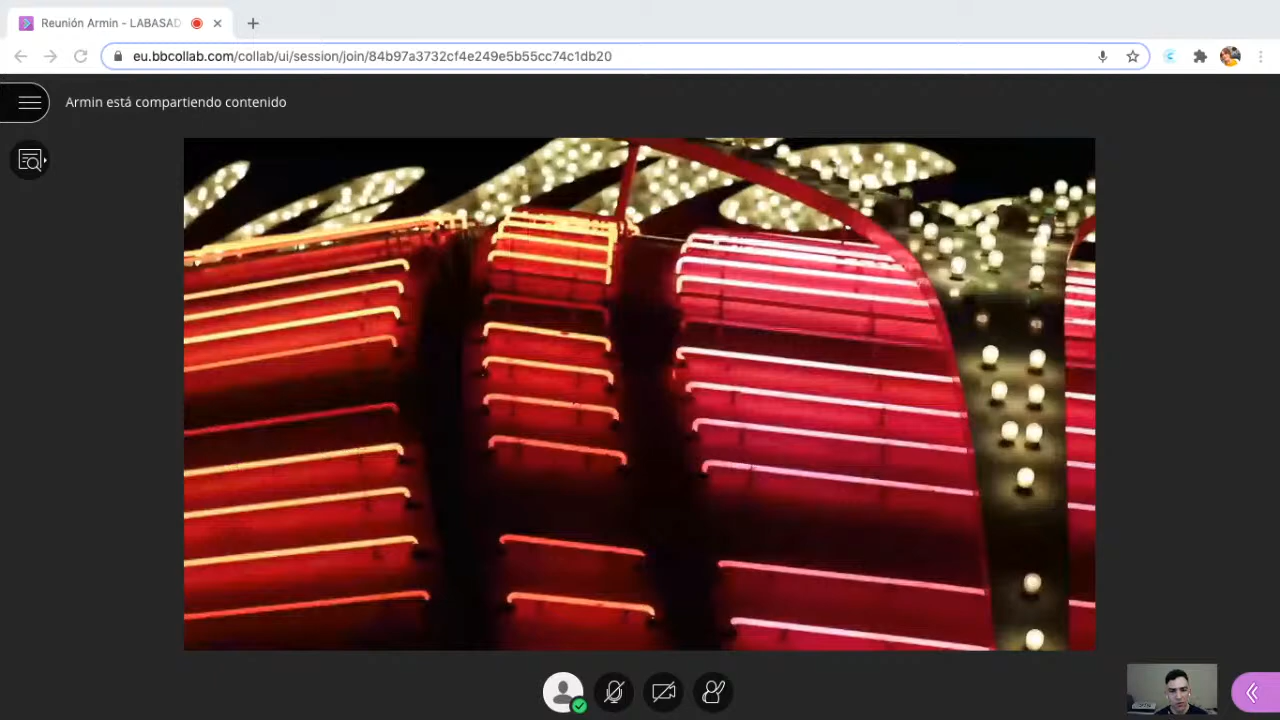 Reunión Armin - LABASAD
eu.bbcollab.com/collab/ui/session/join/84b97a3732cf4e249e5b55cc74c1db20
Armin está compartiendo contenido